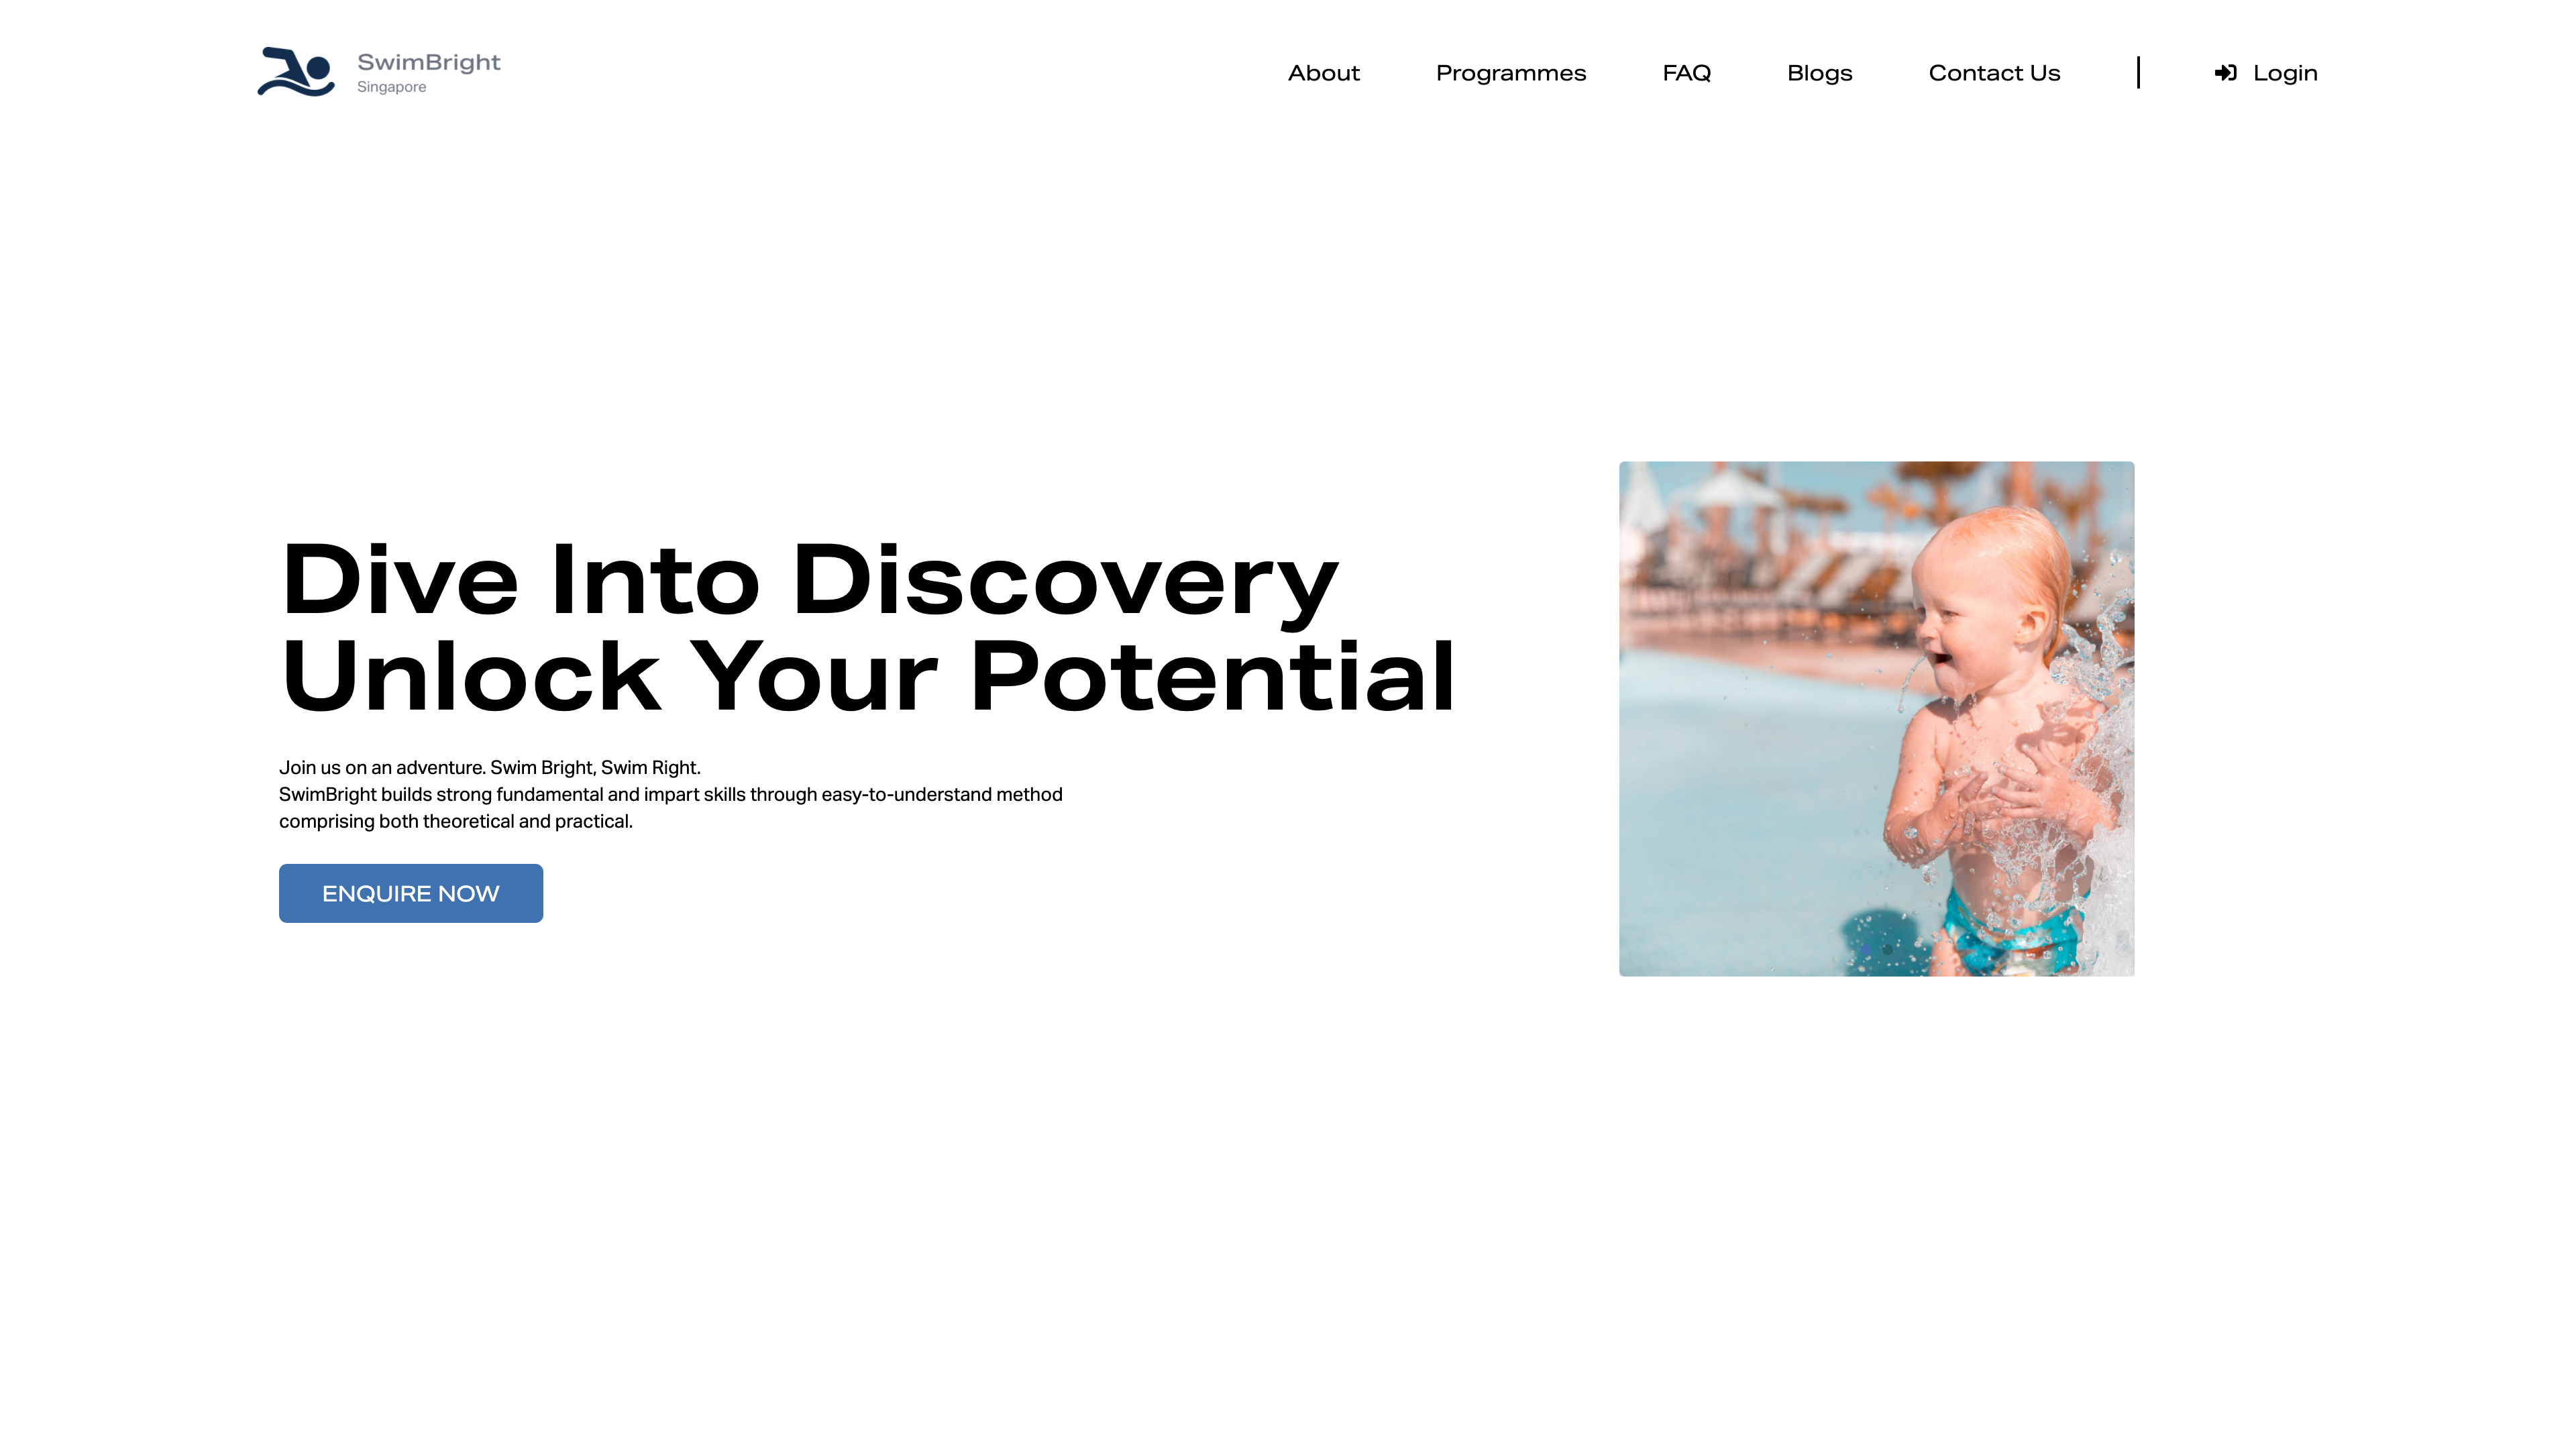 SwimBright
Singapore
About
Programmes
FAQ
Blogs
Contact Us
Login
Dive Into Discovery
Unlock Your Potential
Join us on an adventure. Swim Bright, Swim Right.
SwimBright builds strong fundamental and impart skills through easy-to-understand method
comprising both theoretical and practical.
ENQUIRE NOW